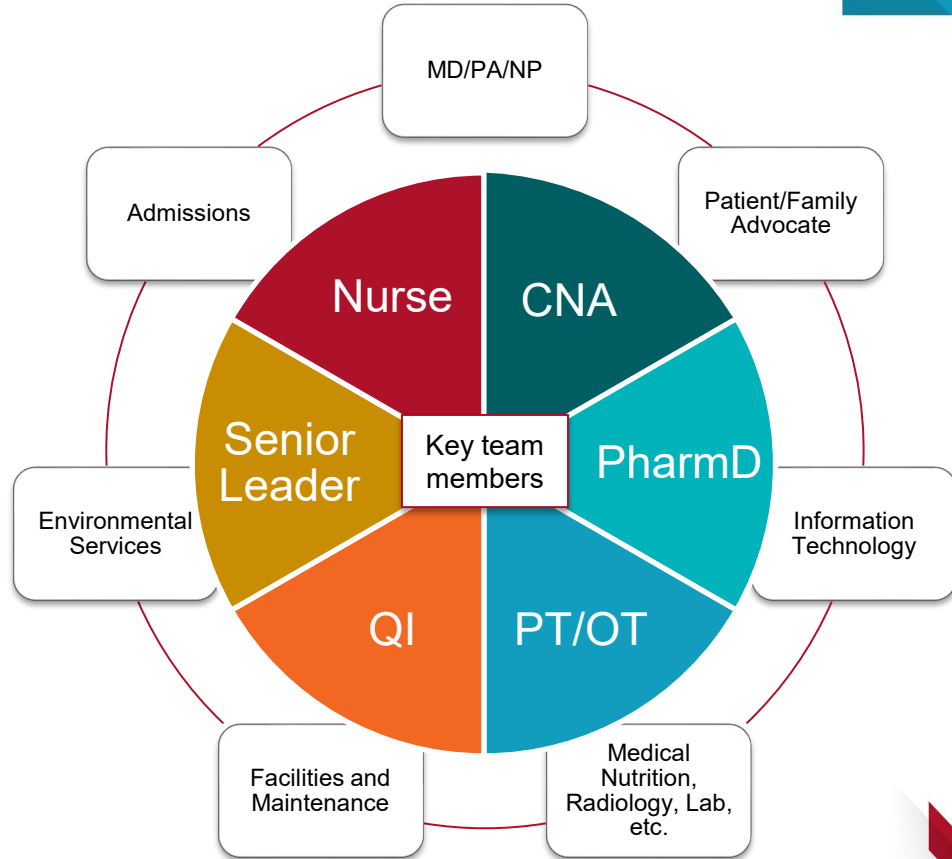 MD/PA/NP
Admissions
Patient/Family
Advocate
Nurse
CNA
Senior
Leader
Key team
members
PharmD
Environmental
Services
Information
Technology
QI
PT/OT
Facilities and
Maintenance
Medical
Nutrition,
Radiology, Lab,
etc.